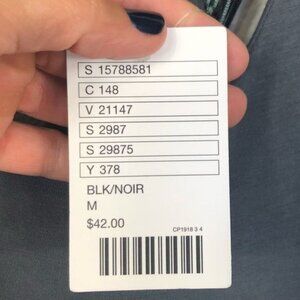 S 15788581
C 148
V 21147
S 2987
S 29875
Y 378
BLK/NOIR
M
$42.00
CP1918 3 4